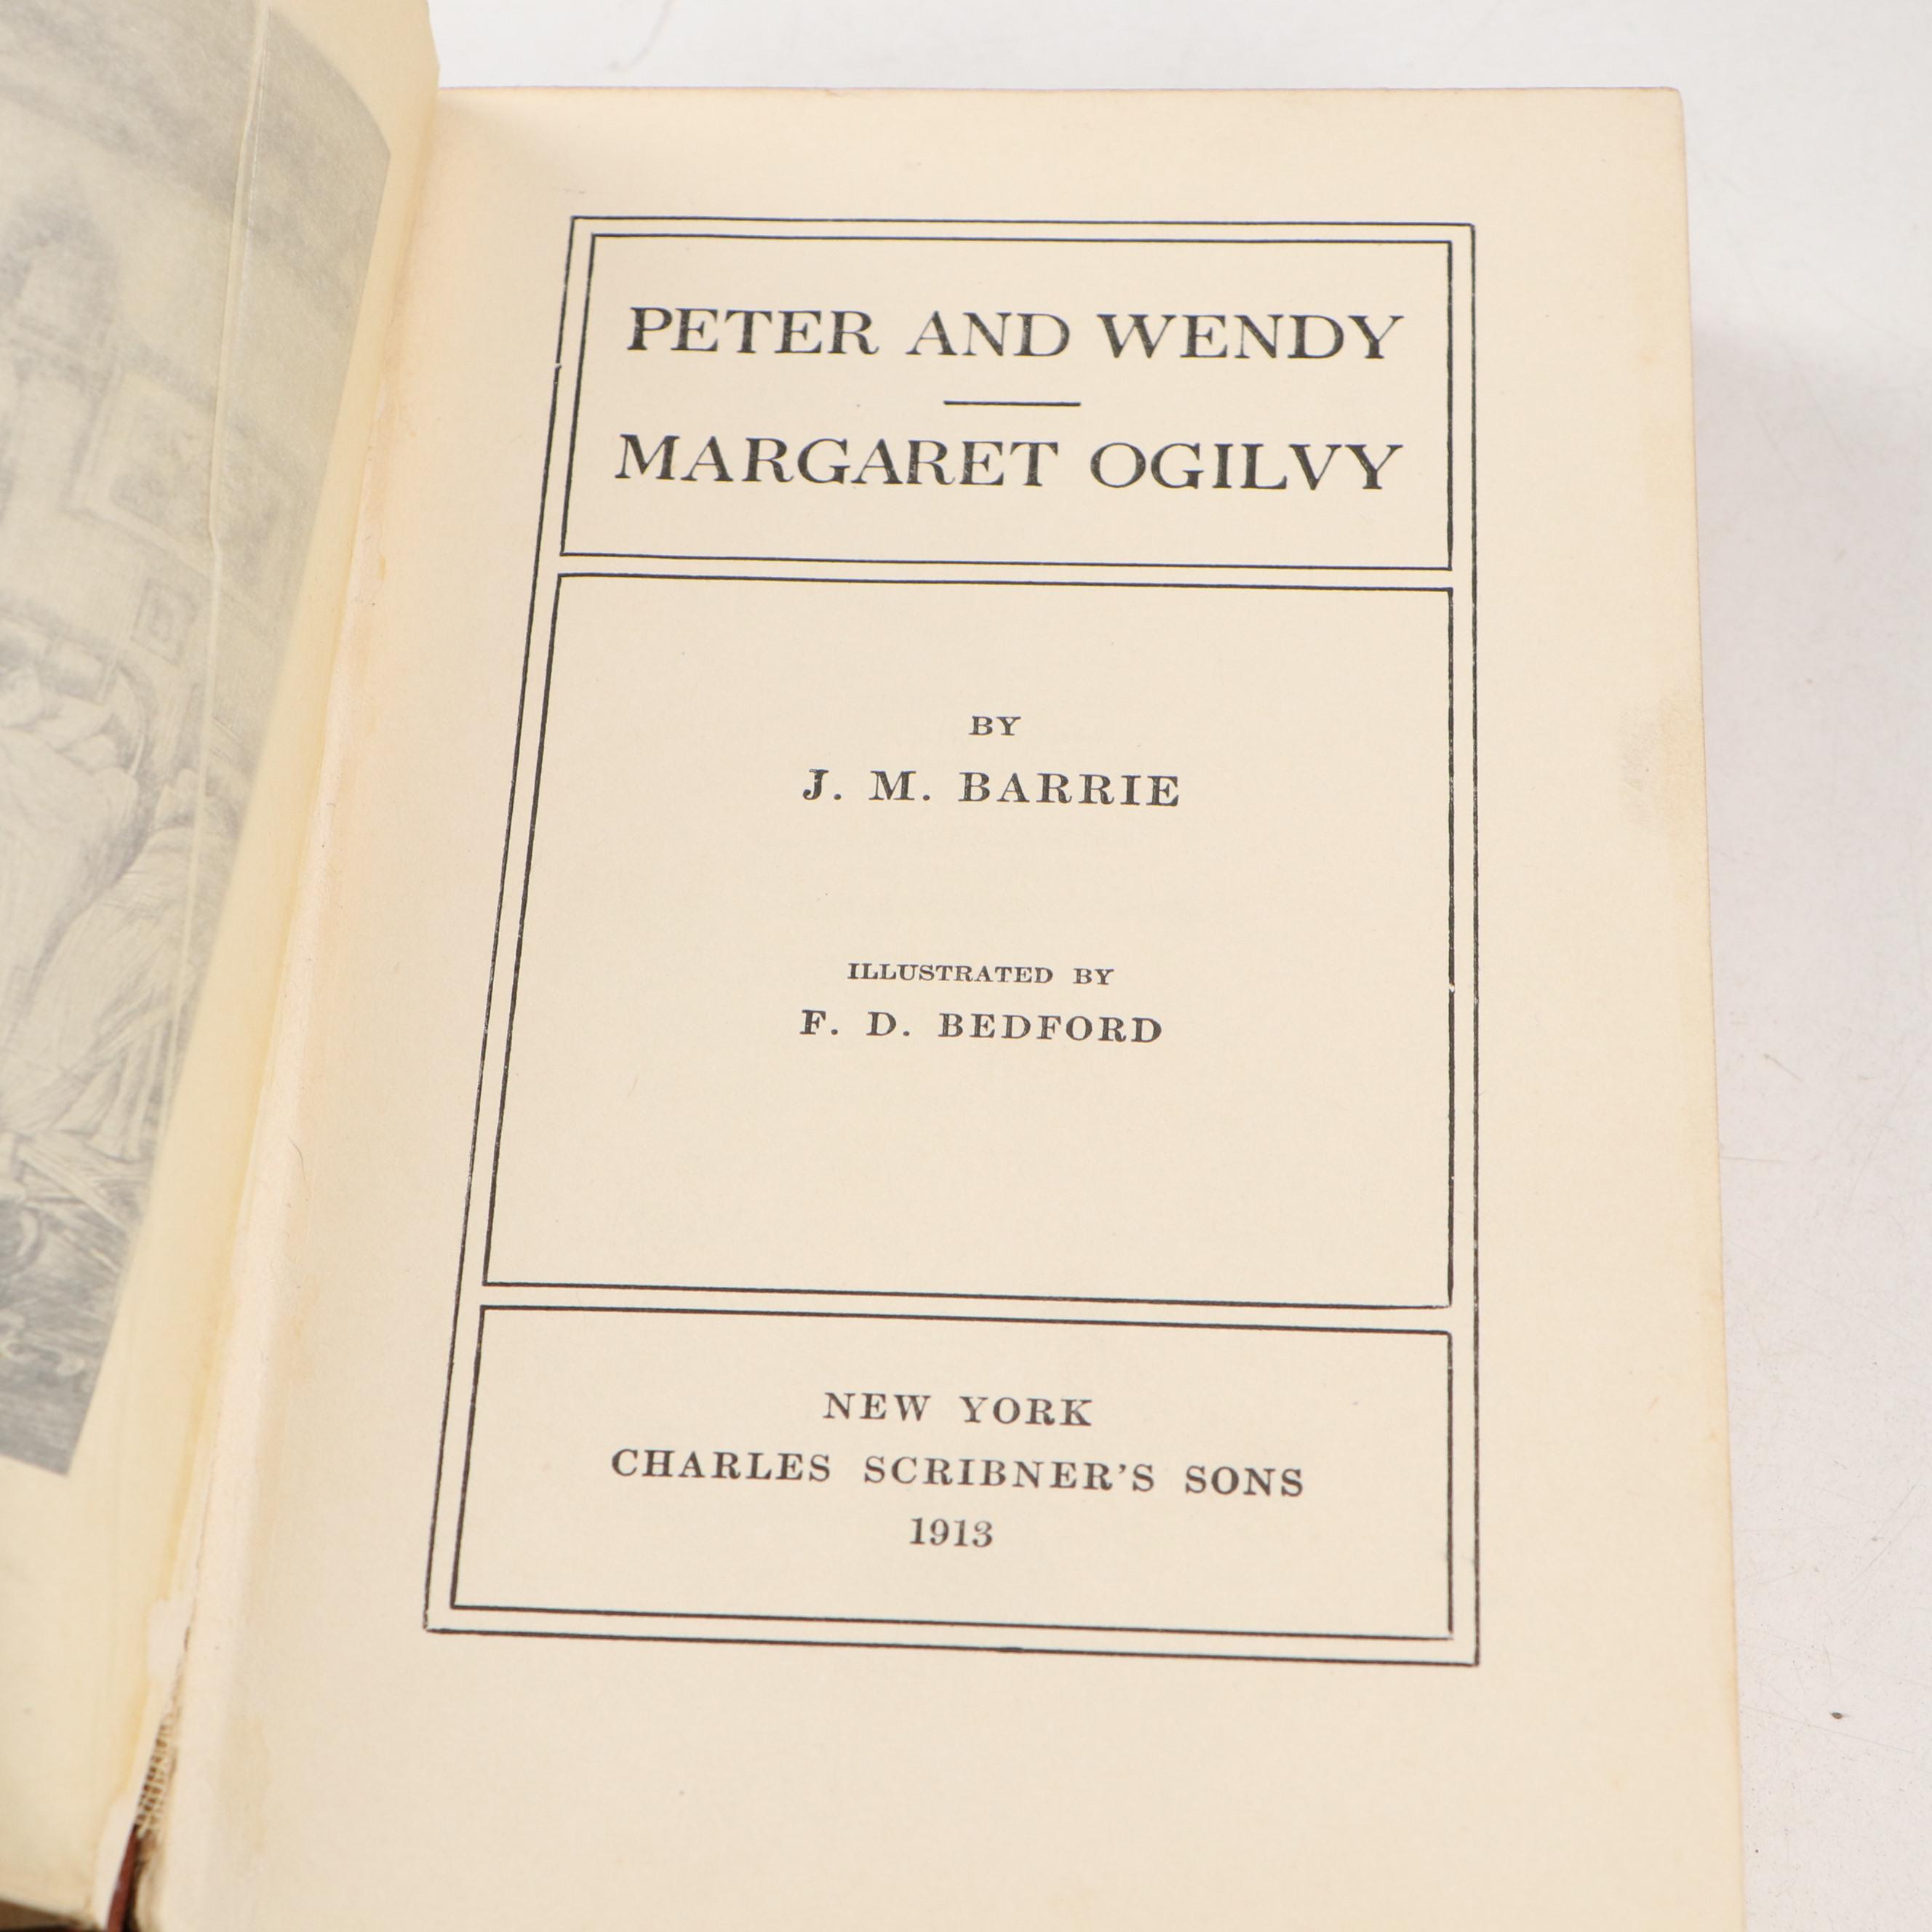 PETER AND WENDY
MARGARET OGILVY
BY
J. M. BARRIE
ILLUSTRATED BY
F. D. BEDFORD
NEW YORK
CHARLES SCRIBNER'S SONS
1913